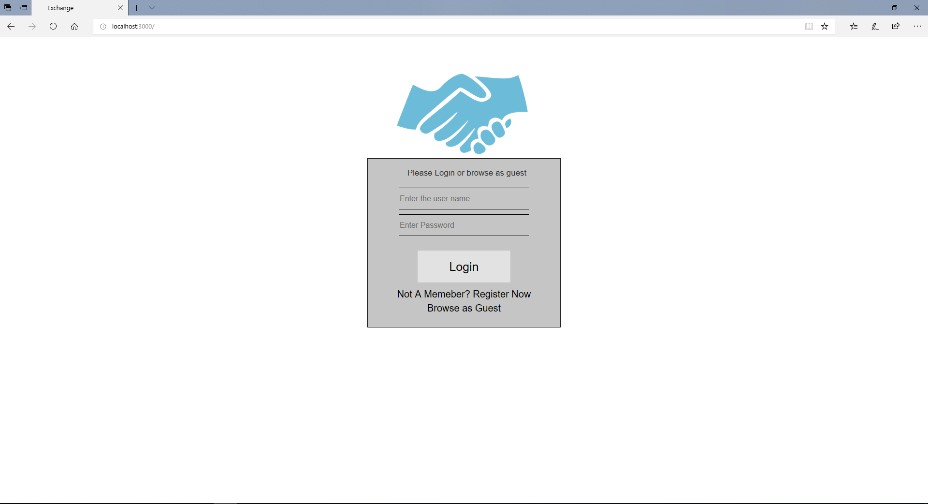 Exchange
localhost:3000/
Please Login or browse as guest
Enter the user name
Enter Password
Login
Not A Memeber? Register Now
Browse as Guest